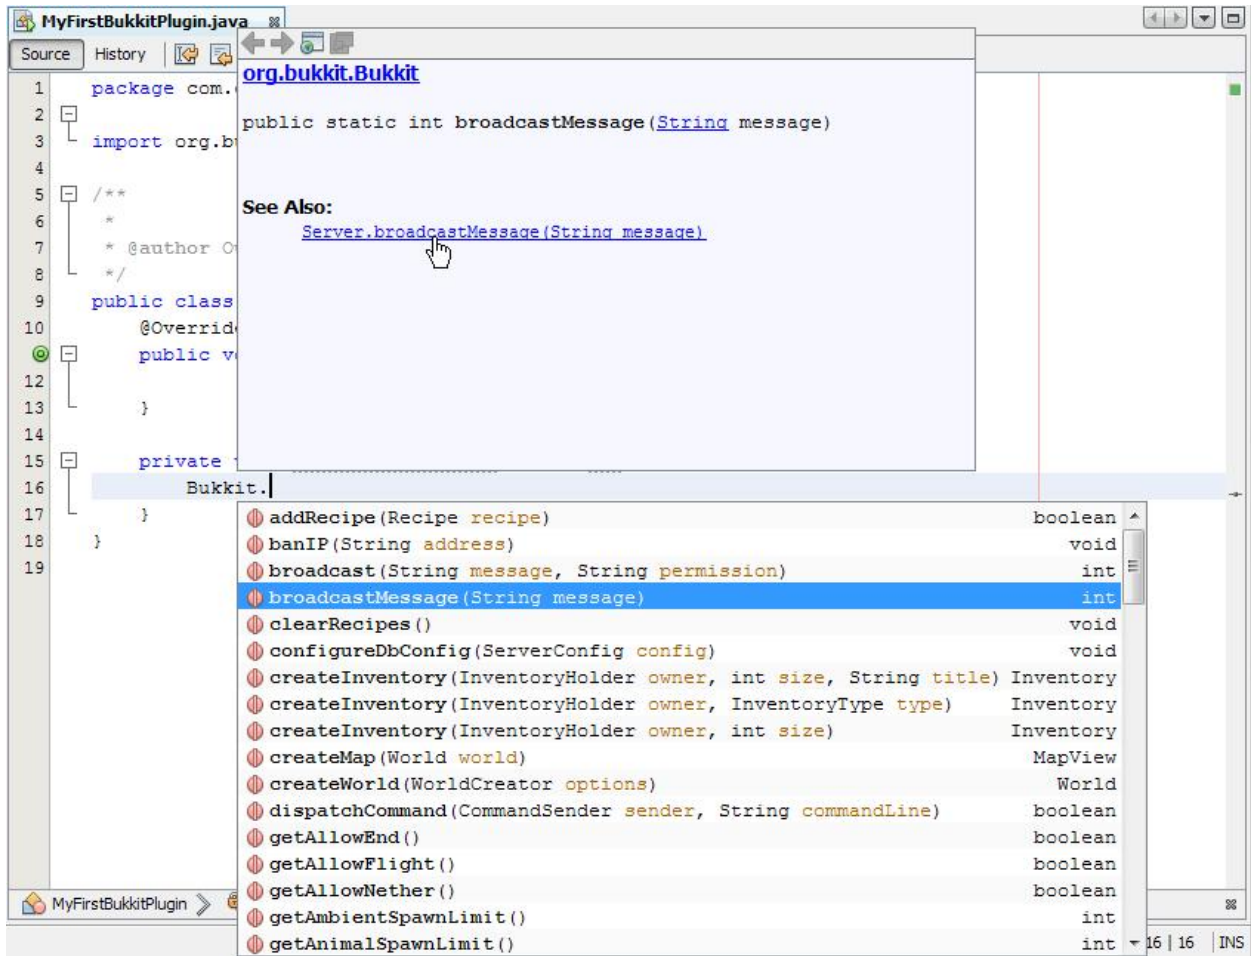 MyFirstBukkitPlugin.java
Source History
org.bukkit.Bukkit
public static int broadcastMessage(String message)
See Also:
Server.broadcastMessage(String message)
1 package com.
2
3 import org.b
4
5 /**
6 *
7 * @author O
8 */
9 public class
10 @Overrid
public v
12
13 }
14
15 private
16 Bukkit.
17 }
18 }
19
addRecipe(Recipe recipe) boolean
banIP(String address) void
broadcast(String message, String permission) int
broadcastMessage(String message) int
clearRecipes() void
configureDbConfig(ServerConfig config) void
createInventory(InventoryHolder owner, int size, String title) Inventory
createInventory(InventoryHolder owner, InventoryType type) Inventory
createInventory(InventoryHolder owner, int size) Inventory
createMap(World world) MapView
createWorld(WorldCreator options) World
dispatchCommand(CommandSender sender, String commandLine) boolean
getAllowEnd() boolean
getAllowFlight() boolean
getAllowNether() boolean
getAmbientSpawnLimit() int
getAnimalSpawnLimit() int
MyFirstBukkitPlugin
16 | 16 INS